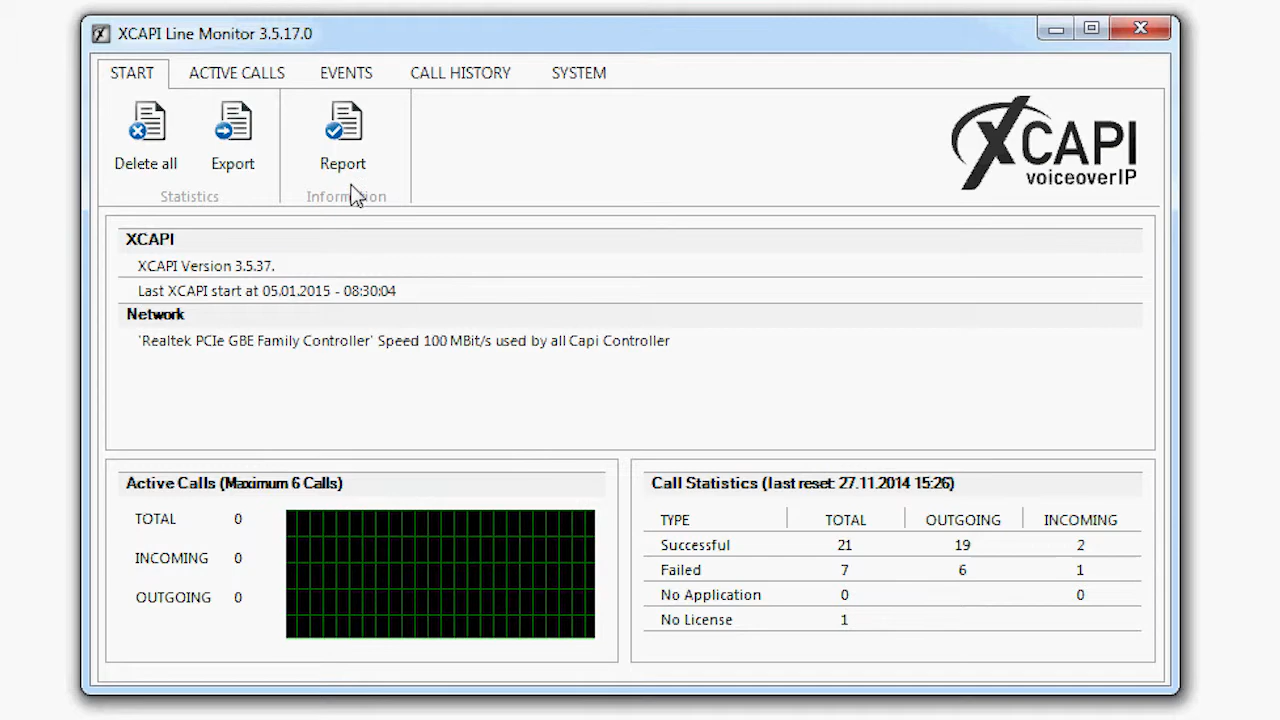 XCAPI Line Monitor 3.5.17.0
START ACTIVE CALLS EVENTS CALL HISTORY SYSTEM
Delete all Export Report
Statistics Information
XCAPI
voiceoverIP
XCAPI
XCAPI Version 3.5.37.
Last XCAPI start at 05.01.2015 - 08:30:04
Network
'Realtek PCIe GBE Family Controller' Speed 100 MBit/s used by all Capi Controller
Active Calls (Maximum 6 Calls)
TOTAL 0
INCOMING 0
OUTGOING 0
Call Statistics (last reset: 27.11.2014 15:26)
TYPE TOTAL OUTGOING INCOMING
Successful 21 19 2
Failed 7 6 1
No Application 0 0
No License 1